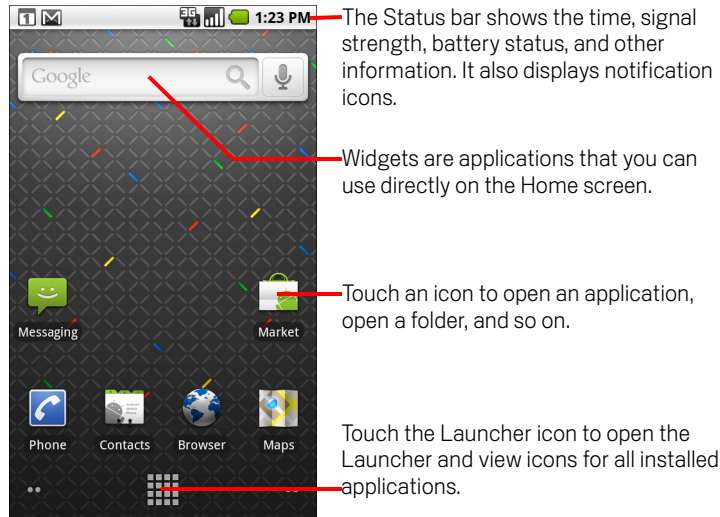 1
3G
1:23 PM
Google
Messaging
Market
Phone
Contacts
Browser
Maps
The Status bar shows the time, signal
strength, battery status, and other
information. It also displays notification
icons.
Widgets are applications that you can
use directly on the Home screen.
Touch an icon to open an application,
open a folder, and so on.
Touch the Launcher icon to open the
Launcher and view icons for all installed
applications.